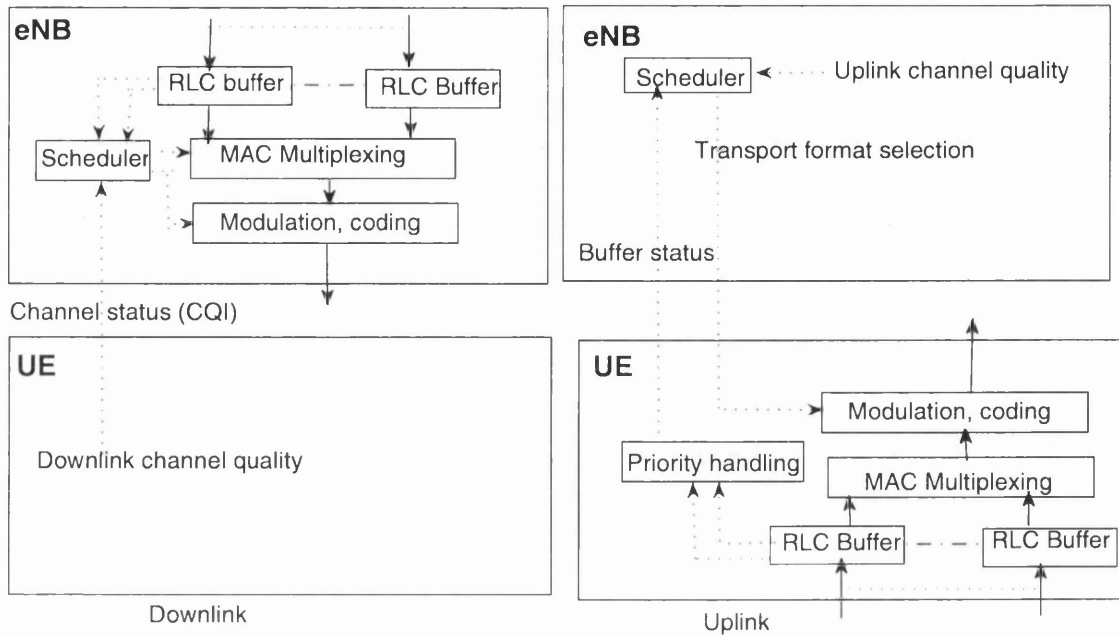 eNB
RLC buffer
RLC Buffer
Scheduler
MAC Multiplexing
Modulation, coding
Channel status (CQI)
UE
Downlink channel quality
Downlink
eNB
Scheduler
Uplink channel quality
Transport format selection
Buffer status
UE
Modulation, coding
Priority handling
MAC Multiplexing
RLC Buffer
RLC Buffer
Uplink